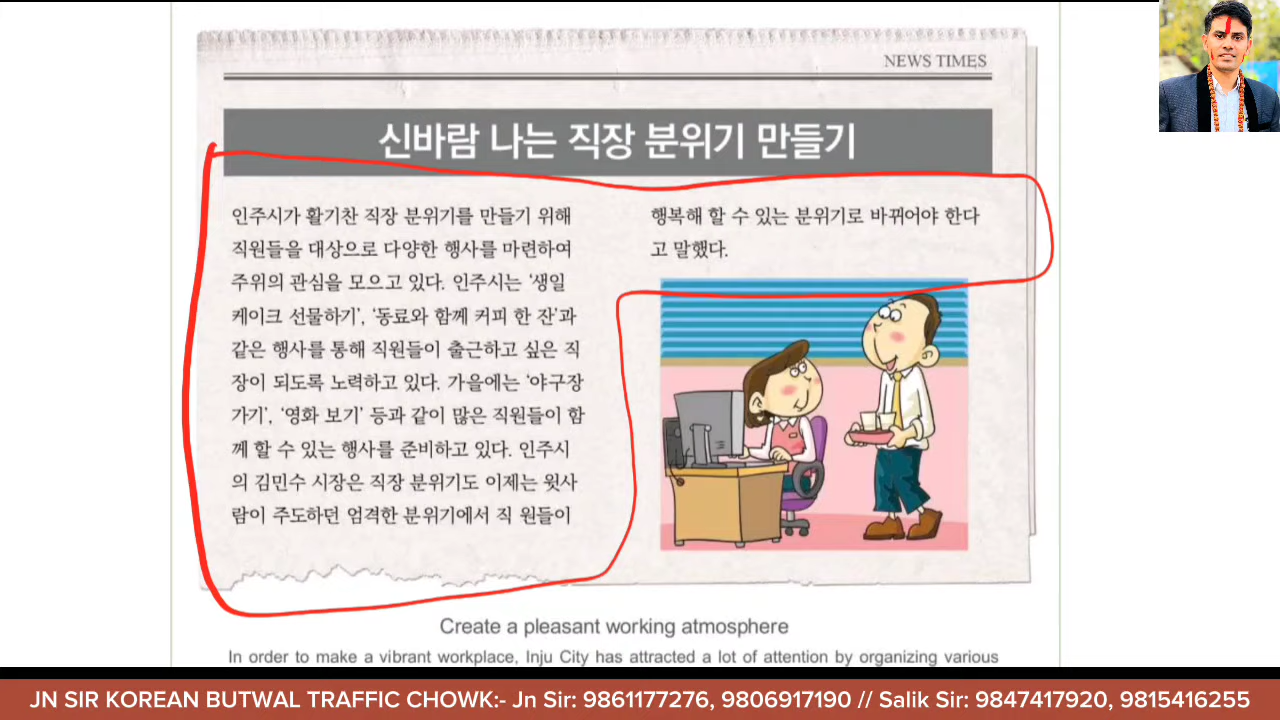 NEWS TIMES
신바람 나는 직장 분위기 만들기
인주시가 활기찬 직장 분위기를 만들기 위해
직원들을 대상으로 다양한 행사를 마련하여
주위의 관심을 모으고 있다. 인주시는 ‘생일
케이크 선물하기’, ‘동료와 함께 커피 한 잔’과
같은 행사를 통해 직원들이 출근하고 싶은 직
장이 되도록 노력하고 있다. 가을에는 ‘야구장
가기’, ‘영화 보기’ 등과 같이 많은 직원들이 함
께 할 수 있는 행사를 준비하고 있다. 인주시
의 김민수 시장은 직장 분위기도 이제는 윗사
람이 주도하던 엄격한 분위기에서 직 원들이
행복해 할 수 있는 분위기로 바뀌어야 한다
고 말했다.
Create a pleasant working atmosphere
In order to make a vibrant workplace, Inju City has attracted a lot of attention by organizing various
JN SIR KOREAN BUTWAL TRAFFIC CHOWK:- Jn Sir: 9861177276, 9806917190 // Salik Sir: 9847417920, 9815416255